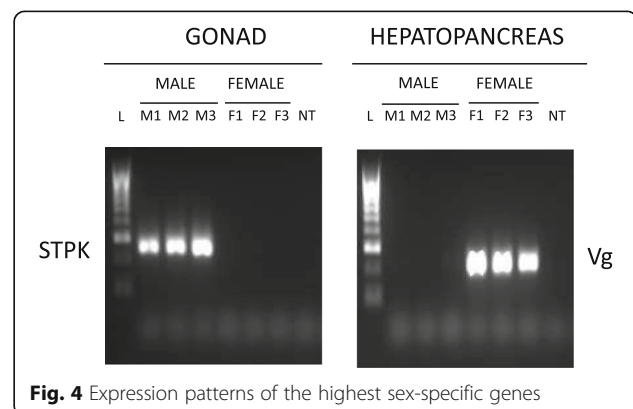 GONAD HEPATOPANCREAS
MALE FEMALE MALE FEMALE
L M1 M2 M3 F1 F2 F3 NT L M1 M2 M3 F1 F2 F3 NT
STPK Vg
Fig. 4 Expression patterns of the highest sex-specific genes